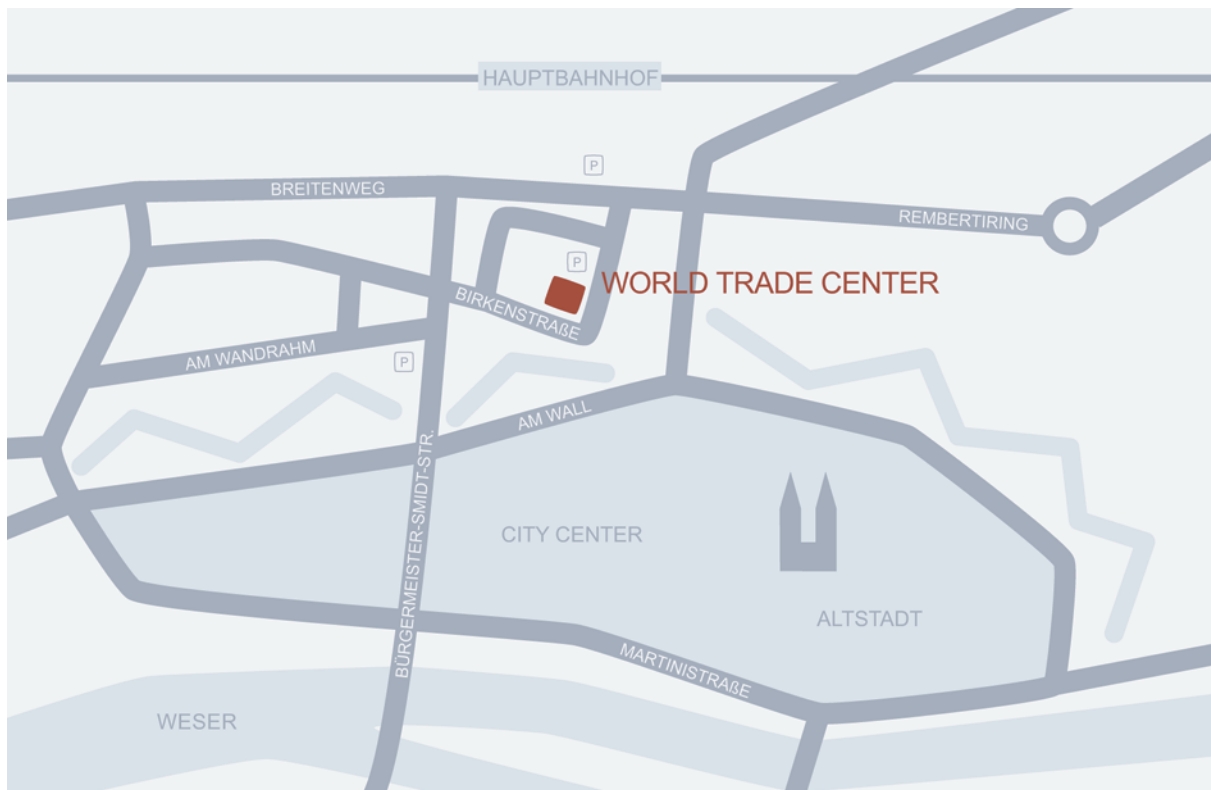 HAUPTBAHNHOF
P
BREITENWEG
REMBERTIRING
P
WORLD TRADE CENTER
BIRKENSTRAßE
AM WANDRAHM
P
AM WALL
BÜRGERMEISTER-SMIDT-STR.
CITY CENTER
ALTSTADT
MARTINISTRAßE
WESER